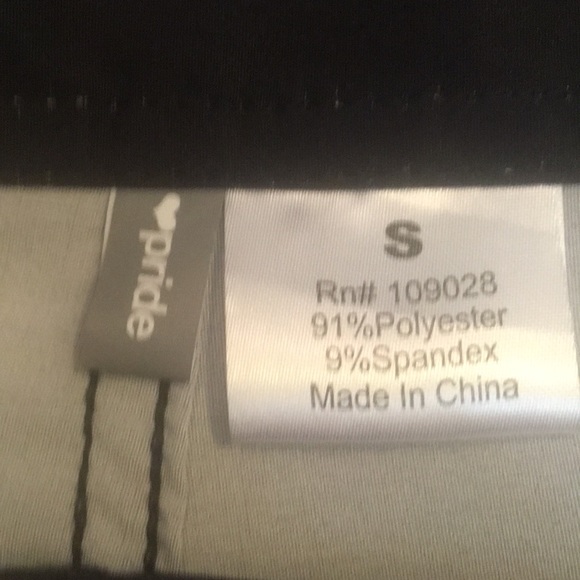 pride
S
Rn# 109028
91%Polyester
9%Spandex
Made In China